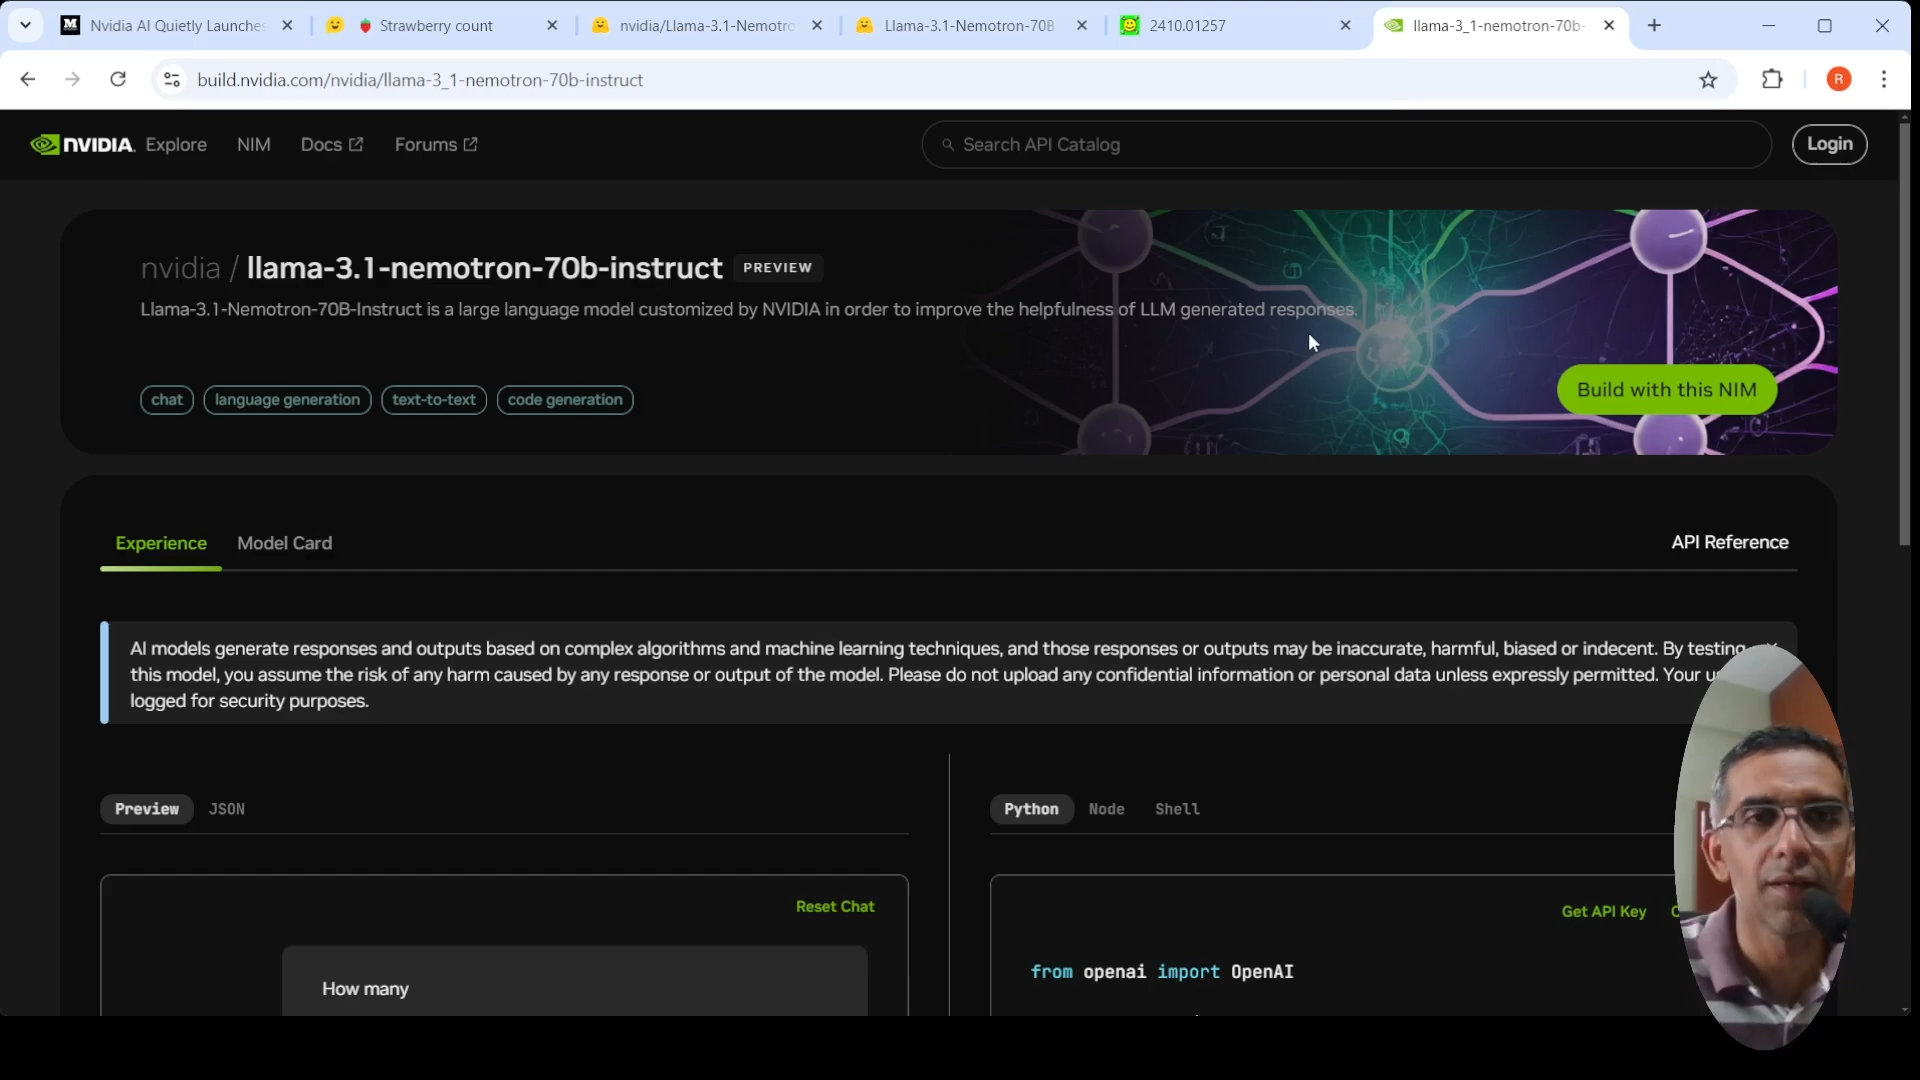 Nvidia AI Quietly Launches
Strawberry count
nvidia/Llama-3.1-Nemotro
Llama-3.1-Nemotron-70B
2410.01257
llama-3_1-nemotron-70b-
build.nvidia.com/nvidia/llama-3_1-nemotron-70b-instruct
R
NVIDIA. Explore NIM Docs Forums
Search API Catalog
Login
nvidia / llama-3.1-nemotron-70b-instruct PREVIEW
Llama-3.1-Nemotron-70B-Instruct is a large language model customized by NVIDIA in order to improve the helpfulness of LLM generated responses.
chat language generation text-to-text code generation
Build with this NIM
Experience Model Card
API Reference
AI models generate responses and outputs based on complex algorithms and machine learning techniques, and those responses or outputs may be inaccurate, harmful, biased or indecent. By testing
this model, you assume the risk of any harm caused by any response or output of the model. Please do not upload any confidential information or personal data unless expressly permitted. Your
logged for security purposes.
Preview JSON
Python Node Shell
Reset Chat
Get API Key
How many
from openai import OpenAI